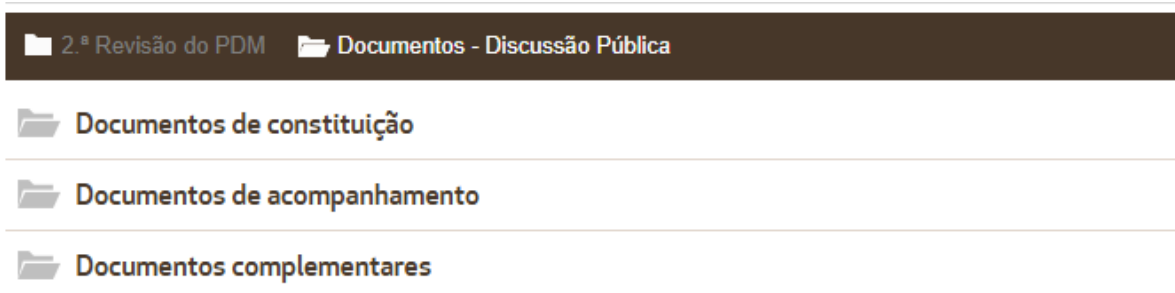 2.ª Revisão do PDM Documentos - Discussão Pública
Documentos de constituição
Documentos de acompanhamento
Documentos complementares